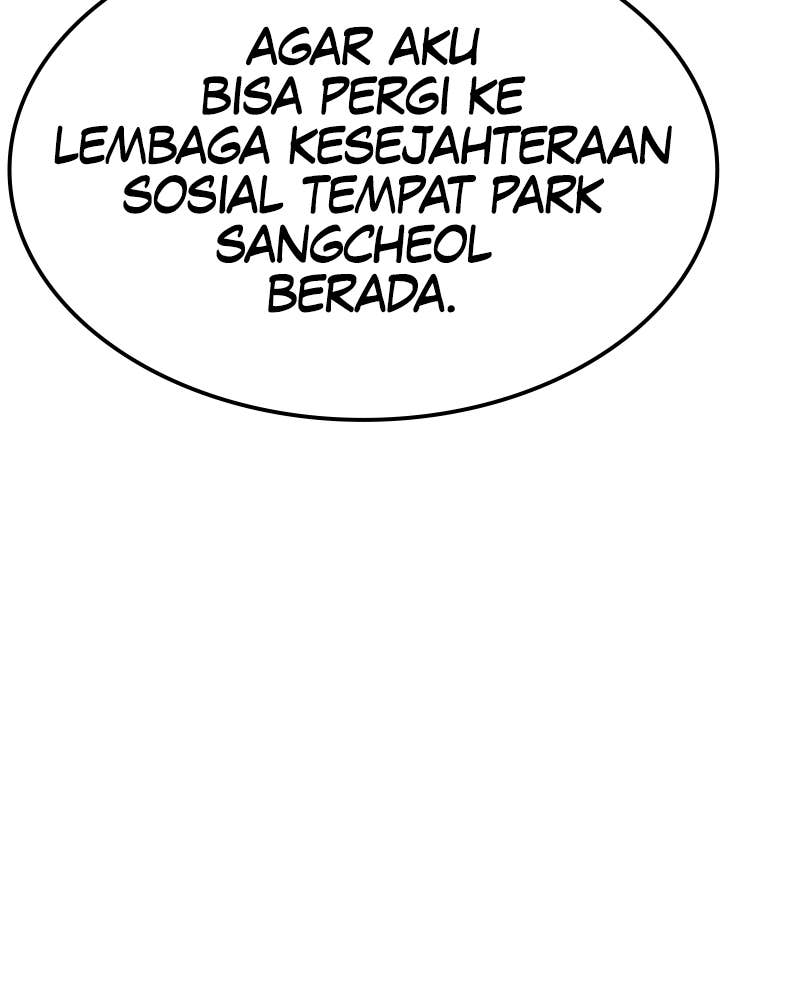 AGAR AKU
BISA PERGI KE
LEMBAGA KESEJAHTERAAN
SOSIAL TEMPAT PARK
SANGCHEOL
BERADA.